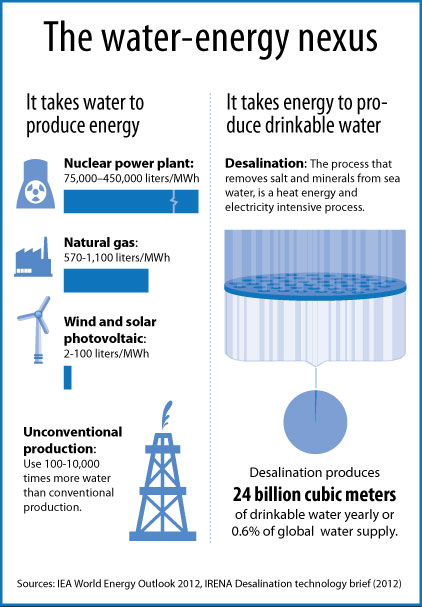 The water-energy nexus
It takes water to
produce energy
Nuclear power plant:
75,000–450,000 liters/MWh
Natural gas:
570-1,100 liters/MWh
Wind and solar
photovoltaic:
2-100 liters/MWh
Unconventional
production:
Use 100-10,000
times more water
than conventional
production.
It takes energy to pro-
duce drinkable water
Desalination: The process that
removes salt and minerals from sea
water, is a heat energy and
electricity intensive process.
Desalination produces
24 billion cubic meters
of drinkable water yearly or
0.6% of global water supply.
Sources: IEA World Energy Outlook 2012, IRENA Desalination technology brief (2012)